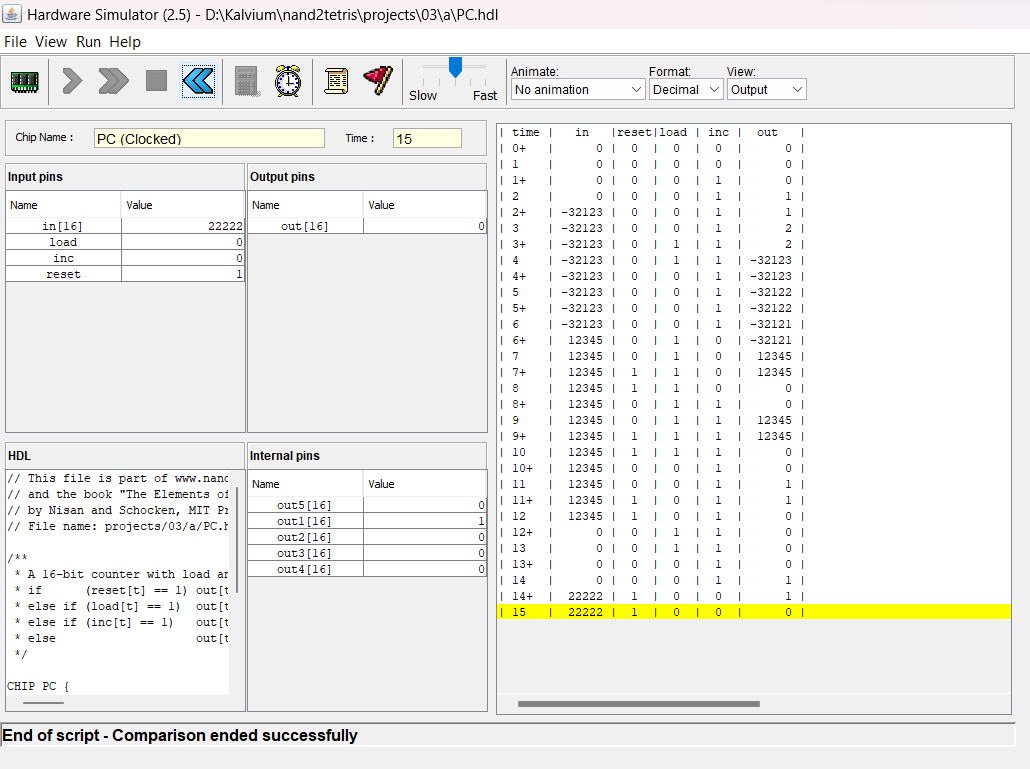 Hardware Simulator (2.5) - D:\Kalvium\nand2tetris\projects\03\a\PC.hdl
File View Run Help
Slow Fast
Animate: Format: View:
No animation Decimal Output
Chip Name : PC (Clocked) Time : 15
Input pins
Name Value
in[16] 22222
load 0
inc 0
reset 1
Output pins
Name Value
out[16] 0
HDL
// This file is part of www.nand
// and the book "The Elements of
// by Nisan and Schocken, MIT Pr
// File name: projects/03/a/PC.h
/**
* A 16-bit counter with load an
* if (reset[t] == 1) out[t
* else if (load[t] == 1) out[t
* else if (inc[t] == 1) out[t
* else out[t
*/
CHIP PC {
Internal pins
Name Value
out5[16] 0
out1[16] 1
out2[16] 0
out3[16] 0
out4[16] 0
| time | in |reset|load | inc | out |
| 0+ | 0 | 0 | 0 | 0 | 0 |
| 1 | 0 | 0 | 0 | 0 | 0 |
| 1+ | 0 | 0 | 0 | 1 | 0 |
| 2 | 0 | 0 | 0 | 1 | 1 |
| 2+ | -32123 | 0 | 0 | 1 | 1 |
| 3 | -32123 | 0 | 0 | 1 | 2 |
| 3+ | -32123 | 0 | 1 | 1 | 2 |
| 4 | -32123 | 0 | 1 | 1 | -32123 |
| 4+ | -32123 | 0 | 0 | 1 | -32123 |
| 5 | -32123 | 0 | 0 | 1 | -32122 |
| 5+ | -32123 | 0 | 0 | 1 | -32122 |
| 6 | -32123 | 0 | 0 | 1 | -32121 |
| 6+ | 12345 | 0 | 1 | 0 | -32121 |
| 7 | 12345 | 0 | 1 | 0 | 12345 |
| 7+ | 12345 | 1 | 1 | 0 | 12345 |
| 8 | 12345 | 1 | 1 | 0 | 0 |
| 8+ | 12345 | 0 | 1 | 1 | 0 |
| 9 | 12345 | 0 | 1 | 1 | 12345 |
| 9+ | 12345 | 1 | 1 | 1 | 12345 |
| 10 | 12345 | 1 | 1 | 1 | 0 |
| 10+ | 12345 | 0 | 0 | 1 | 0 |
| 11 | 12345 | 0 | 0 | 1 | 1 |
| 11+ | 12345 | 1 | 0 | 1 | 1 |
| 12 | 12345 | 1 | 0 | 1 | 0 |
| 12+ | 0 | 0 | 1 | 1 | 0 |
| 13 | 0 | 0 | 1 | 1 | 0 |
| 13+ | 0 | 0 | 0 | 1 | 0 |
| 14 | 0 | 0 | 0 | 1 | 1 |
| 14+ | 22222 | 1 | 0 | 0 | 1 |
| 15 | 22222 | 1 | 0 | 0 | 0 |
End of script - Comparison ended successfully